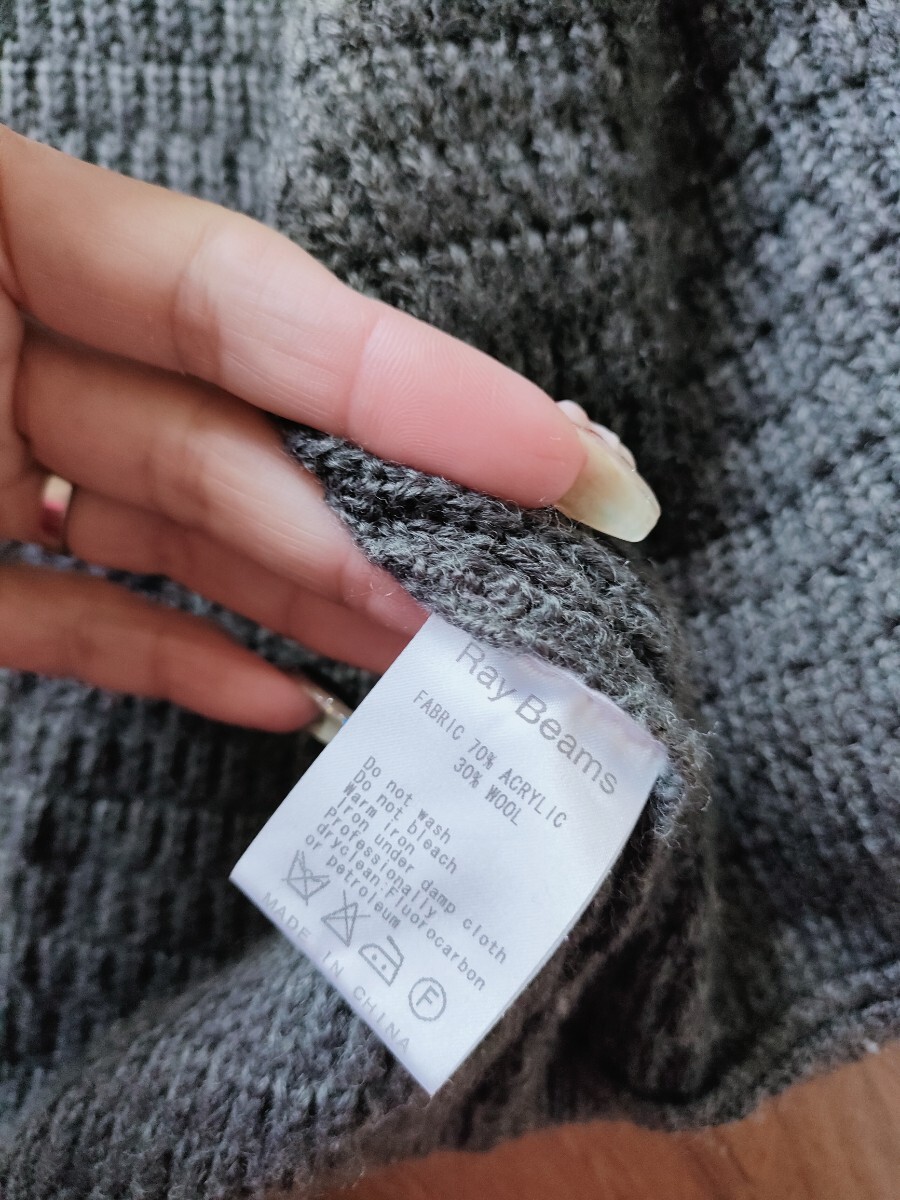 Ray Beams
FABRIC 70% ACRYLIC
30% WOOL
Do not wash
Do not bleach
Warm iron
Iron under damp cloth
Professionally
dryclean:Fluorocarbon
or petroleum
F
MADE IN CHINA